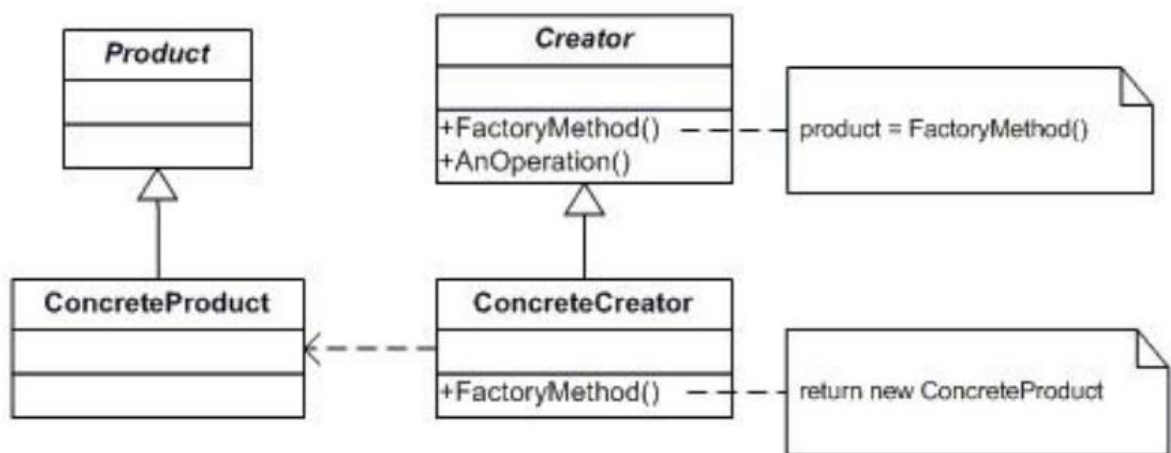 Product
Creator
+FactoryMethod()
+AnOperation()
product = FactoryMethod()
ConcreteProduct
ConcreteCreator
+FactoryMethod()
return new ConcreteProduct